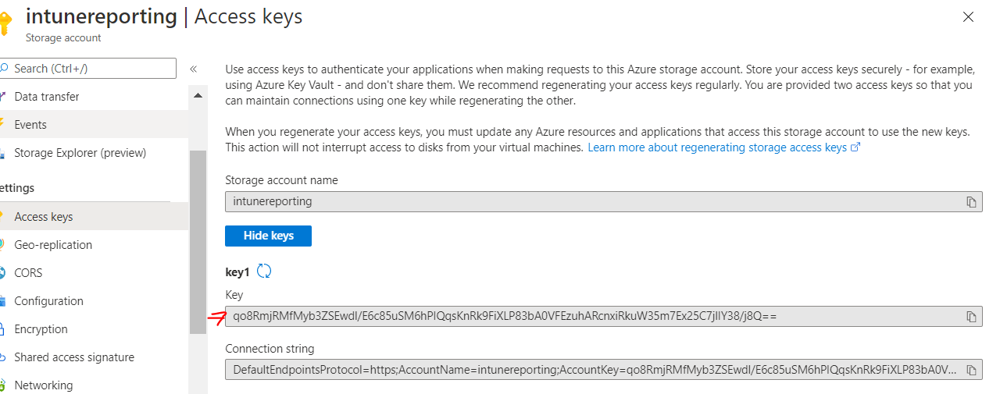 intunereporting | Access keys
Storage account
Search (Ctrl+/)
«
Data transfer
Events
Storage Explorer (preview)
ettings
Access keys
Geo-replication
CORS
Configuration
Encryption
Shared access signature
Networking
Use access keys to authenticate your applications when making requests to this Azure storage account. Store your access keys securely - for example,
using Azure Key Vault - and don't share them. We recommend regenerating your access keys regularly. You are provided two access keys so that you
can maintain connections using one key while regenerating the other.
When you regenerate your access keys, you must update any Azure resources and applications that access this storage account to use the new keys.
This action will not interrupt access to disks from your virtual machines. Learn more about regenerating storage access keys
Storage account name
intunereporting
Hide keys
key1
Key
Connection string
DefaultEndpointsProtocol=https;AccountName=intunereporting;AccountKey=